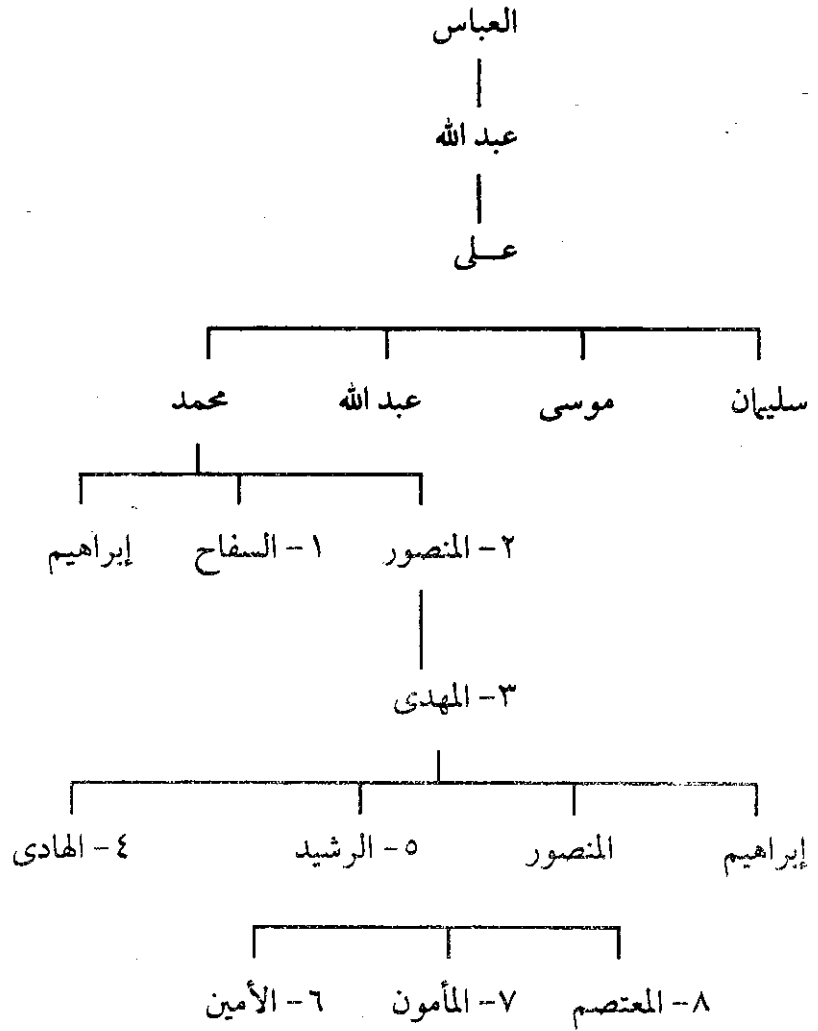 العباس
عبد الله
عـــلى
سليمان موسى عبد الله محمد
٢- المنصور ١- السفاح إبراهيم
٣- المهدى
إبراهيم المنصور ٥- الرشيد ٤- الهادى
٨- المعتصم ٧- المأمون ٦- الأمين